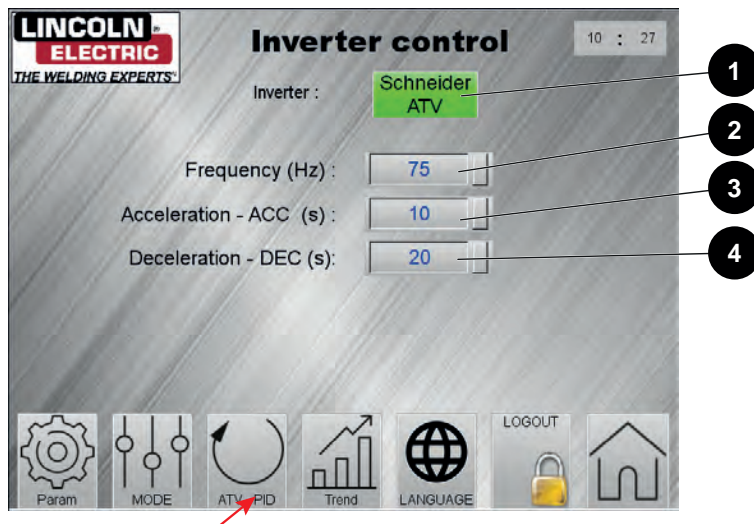 LINCOLN®
ELECTRIC
THE WELDING EXPERTS®
Inverter control
10 : 27
Inverter :
Schneider
ATV
1
Frequency (Hz) :
75
2
Acceleration - ACC (s) :
10
3
Deceleration - DEC (s):
20
4
Param
MODE
ATV - PID
Trend
LANGUAGE
LOGOUT